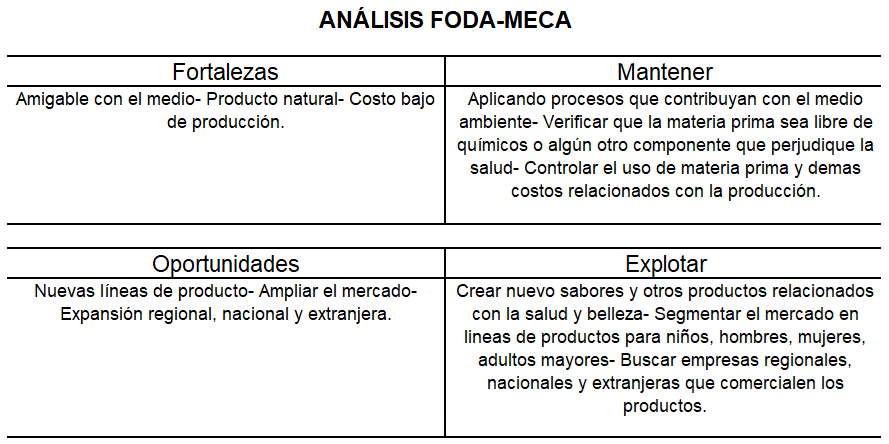 ANÁLISIS FODA-MECA
Fortalezas
Amigable con el medio- Producto natural- Costo bajo
de producción.
Mantener
Aplicando procesos que contribuyan con el medio
ambiente- Verificar que la materia prima sea libre de
químicos o algún otro componente que perjudique la
salud- Controlar el uso de materia prima y demas
costos relacionados con la producción.
Oportunidades
Nuevas líneas de producto- Ampliar el mercado-
Expansión regional, nacional y extranjera.
Explotar
Crear nuevo sabores y otros productos relacionados
con la salud y belleza- Segmentar el mercado en
lineas de productos para niños, hombres, mujeres,
adultos mayores- Buscar empresas regionales,
nacionales y extranjeras que comercialen los
productos.